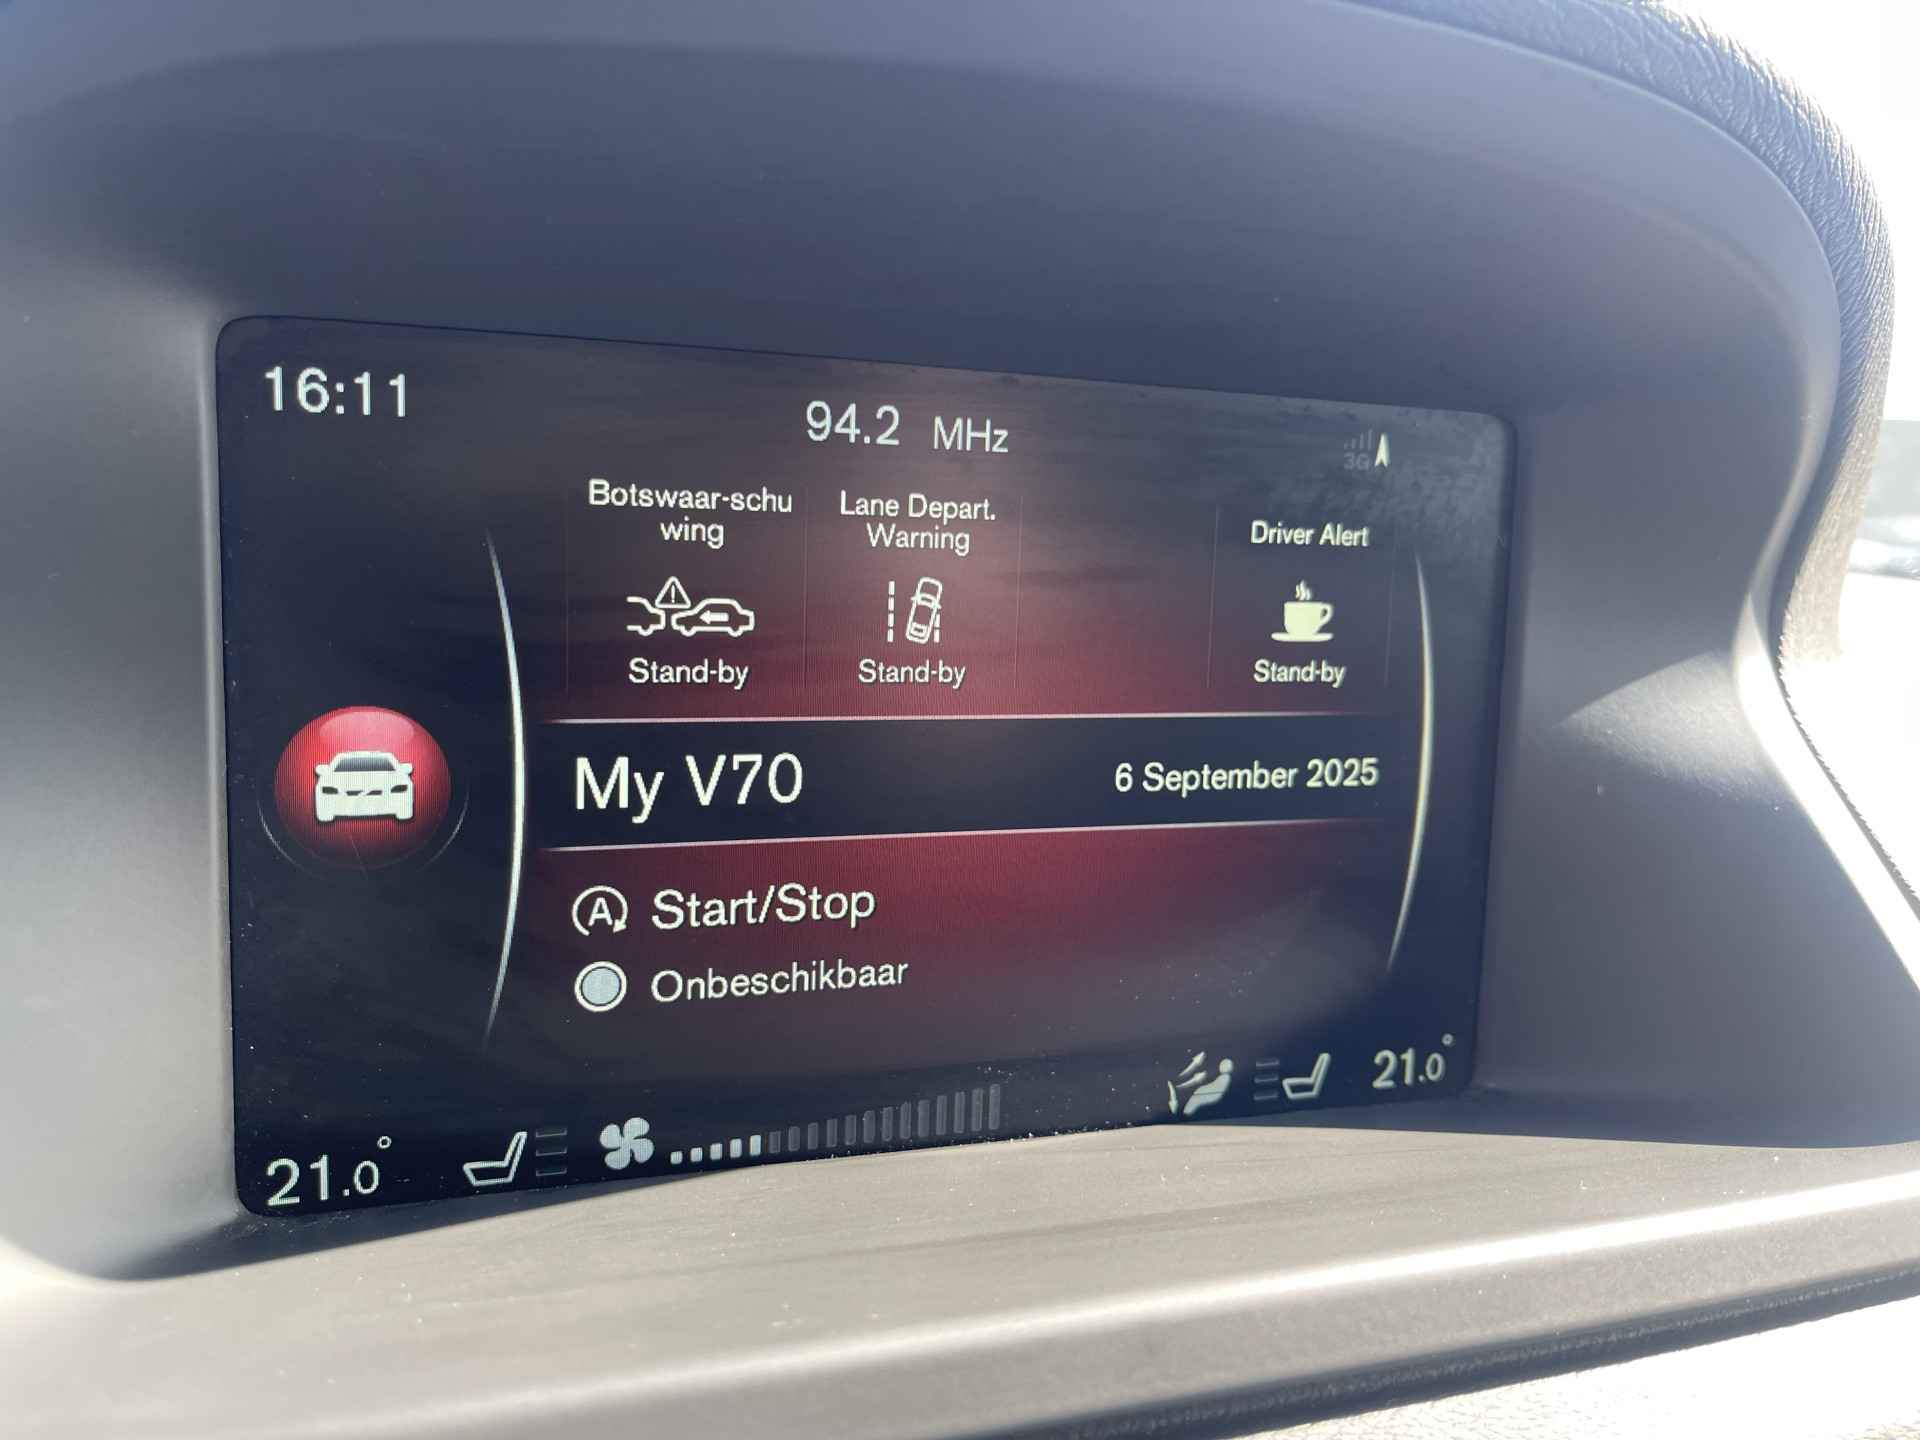 16:11
94.2 MHz
3G
Botswaar-schu
wing
Lane Depart.
Warning
Driver Alert
Stand-by
Stand-by
Stand-by
My V70
6 September 2025
A Start/Stop
Onbeschikbaar
21.0°
21.0°